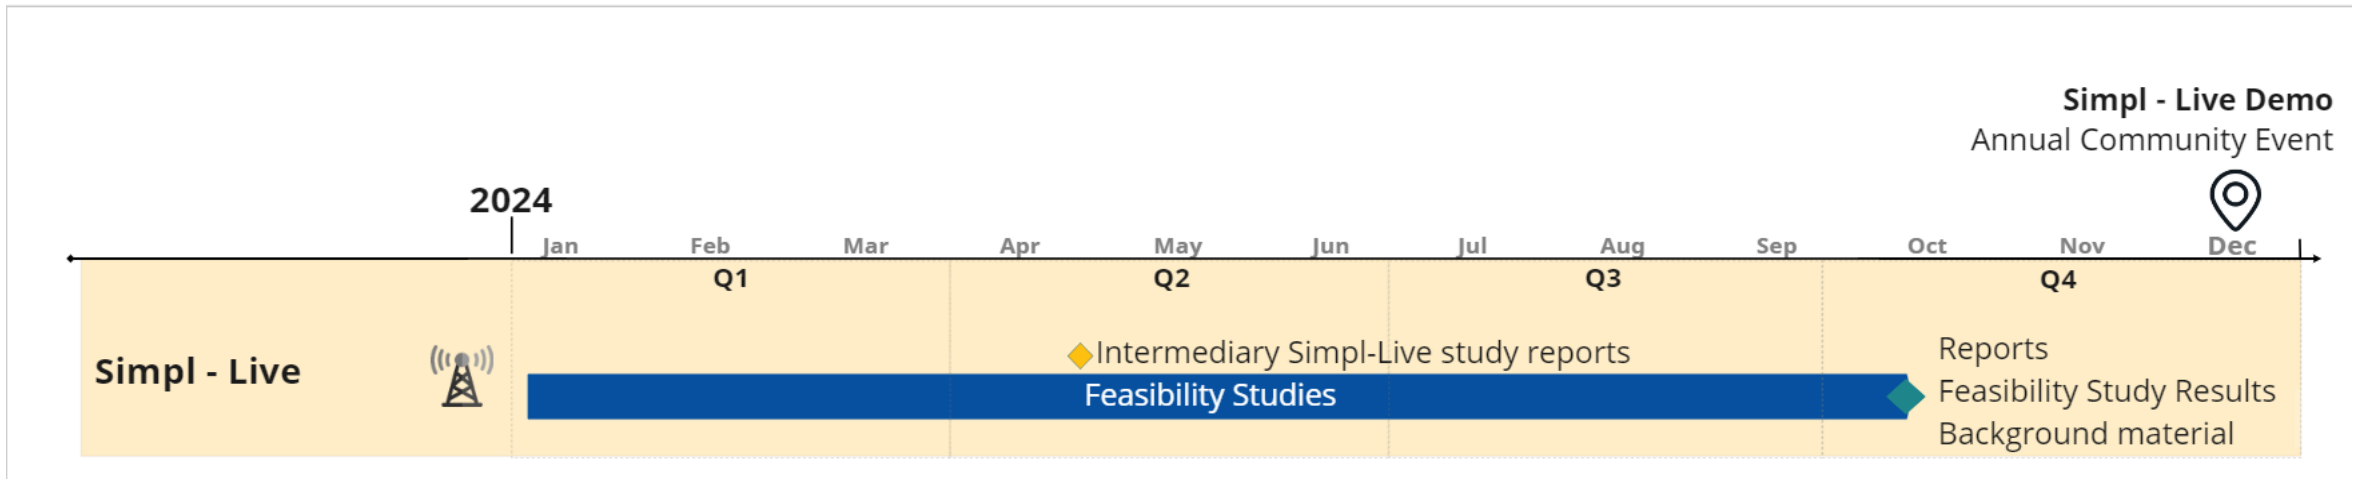 Simpl - Live Demo
Annual Community Event
2024
Jan Feb Mar Apr May Jun Jul Aug Sep Oct Nov Dec
Q1 Q2 Q3 Q4
Simpl - Live
Intermediary Simpl-Live study reports
Feasibility Studies
Reports
Feasibility Study Results
Background material